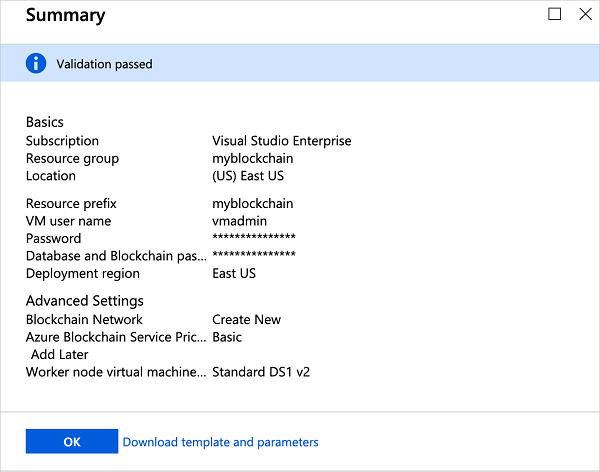 Summary
Validation passed
Basics
Subscription Visual Studio Enterprise
Resource group myblockchain
Location (US) East US
Resource prefix myblockchain
VM user name vmadmin
Password ***************
Database and Blockchain pas... ***************
Deployment region East US
Advanced Settings
Blockchain Network Create New
Azure Blockchain Service Pric... Basic
Add Later
Worker node virtual machine... Standard DS1 v2
OK Download template and parameters